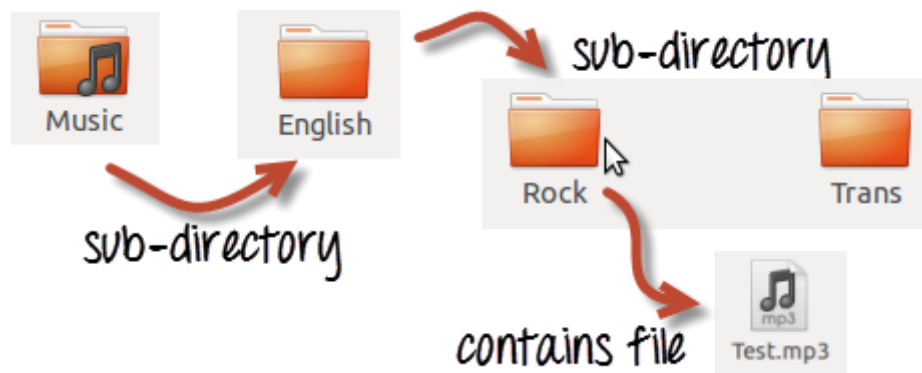 Music
English
sub-directory
sub-directory
Rock
Trans
contains file
mp3
Test.mp3